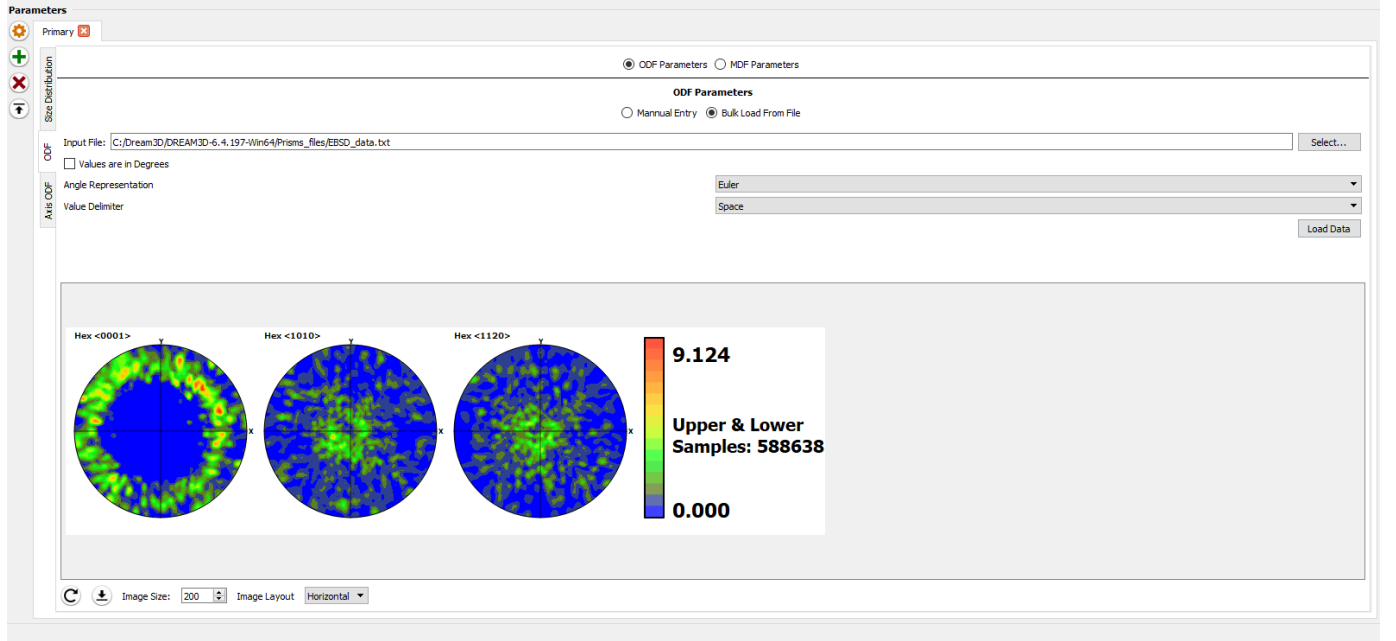 Parameters
Primary
Size Distribution
ODF
Axis ODF
ODF Parameters MDF Parameters
ODF Parameters
Mannual Entry Bulk Load From File
Input File: C:/Dream3D/DREAM3D-6.4.197-Win64/Prisms_files/EBSD_data.txt Select...
Values are in Degrees
Angle Representation Euler
Value Delimiter Space
Load Data
Hex <0001> Hex <1010> Hex <1120>
Y Y Y
X X X
9.124
Upper & Lower
Samples: 588638
0.000
Image Size: 200 Image Layout Horizontal